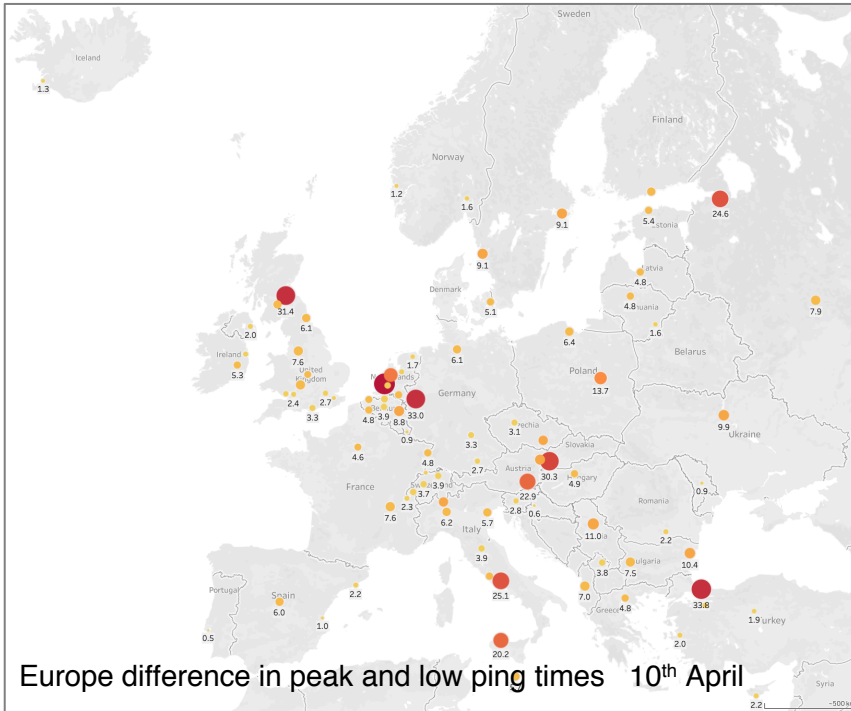 Sweden
Iceland
1.3
Finland
Norway
1.2
1.6
9.1
5.4
Estonia
24.6
9.1
Latvia
4.8
Denmark
5.1
4.8
7.9
31.4
6.1
2.0
1.6
6.4
Belarus
7.6
Ireland
5.3
United
Kingdom
1.7
6.1
Poland
13.7
Germany
2.4
2.7
3.3
4.8
3.9
8.8
33.0
0.9
3.1
9.9
Ukraine
Slovakia
4.6
4.8
3.3
2.7
30.3
Austria
22.9
4.9
France
3.9
3.7
2.3
7.6
6.2
5.7
2.8
0.6
0.9
Romania
Italy
3.9
11.0
2.2
3.8
7.5
10.4
Portugal
Spain
6.0
2.2
1.0
0.5
25.1
7.0
Greece
4.8
33.8
1.9
2.0
20.2
Europe difference in peak and low ping times 10th April
Syria
2.2
~500 km